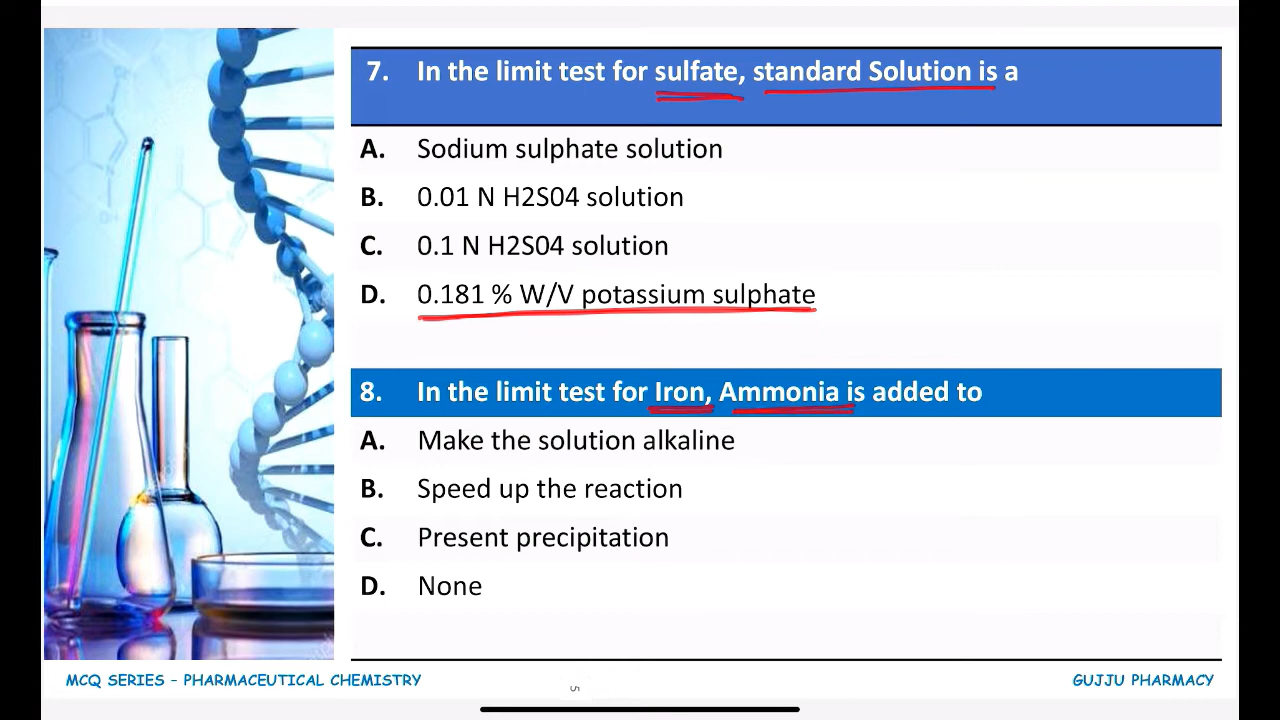 7. In the limit test for sulfate, standard Solution is a
A. Sodium sulphate solution
B. 0.01 N H2S04 solution
C. 0.1 N H2S04 solution
D. 0.181 % W/V potassium sulphate
8. In the limit test for Iron, Ammonia is added to
A. Make the solution alkaline
B. Speed up the reaction
C. Present precipitation
D. None
MCQ SERIES – PHARMACEUTICAL CHEMISTRY
5
GUJJU PHARMACY